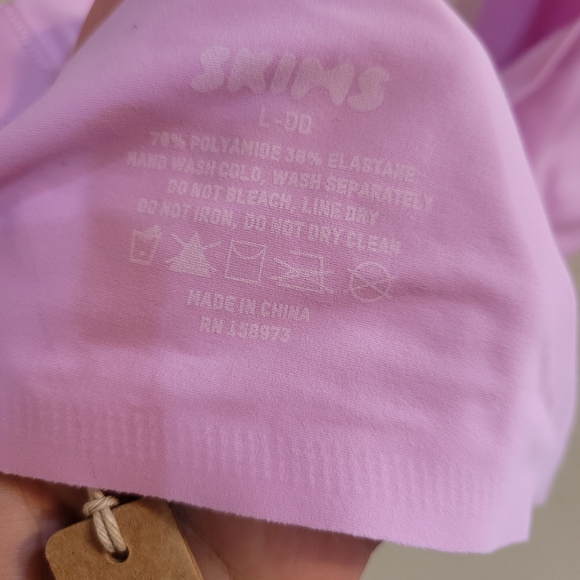 SKIMS
L-DD
70% POLYAMIDE 30% ELASTANE
HAND WASH COLD, WASH SEPARATELY
DO NOT BLEACH, LINE DRY
DO NOT IRON, DO NOT DRY CLEAN
MADE IN CHINA
RN 158973